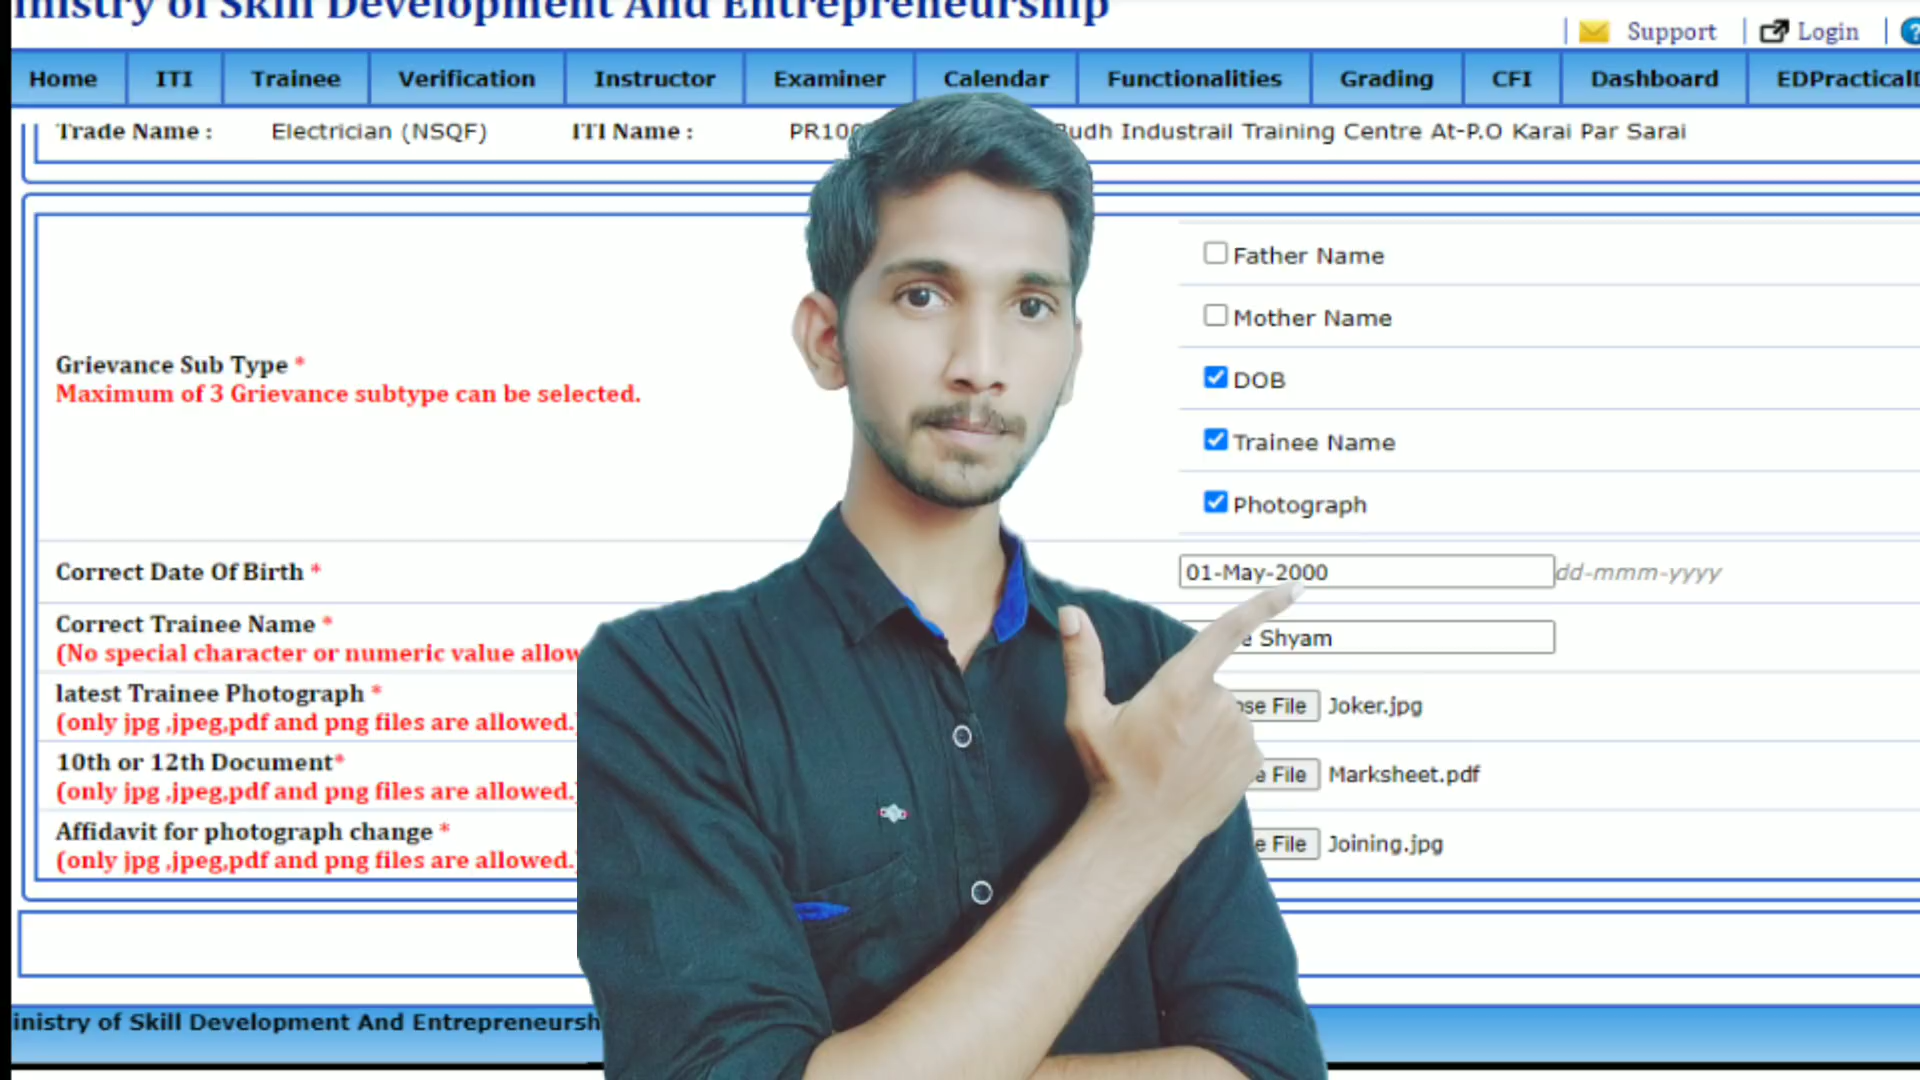 inistry of Skill Development And Entrepreneurship
Support Login
Home ITI Trainee Verification Instructor Examiner Calendar Functionalities Grading CFI Dashboard
Trade Name : Electrician (NSQF) ITI Name : PR100 Industrail Training Centre At-P.O Karai Par Sarai
Father Name
Mother Name
Grievance Sub Type *
Maximum of 3 Grievance subtype can be selected.
DOB
Trainee Name
Photograph
Correct Date Of Birth * 01-May-2000 dd-mmm-yyyy
Correct Trainee Name * Shyam
(No special character or numeric value allow
latest Trainee Photograph * File Joker.jpg
(only jpg ,jpeg,pdf and png files are allowed.
10th or 12th Document* File Marksheet.pdf
(only jpg ,jpeg,pdf and png files are allowed.
Affidavit for photograph change * File Joining.jpg
(only jpg ,jpeg,pdf and png files are allowed.
inistry of Skill Development And Entrepreneursh